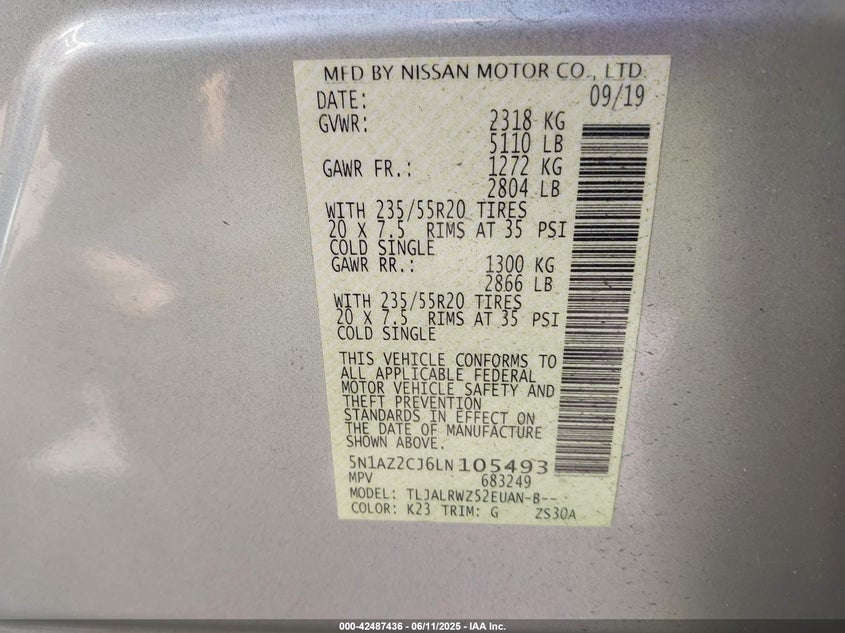 MFD BY NISSAN MOTOR CO., LTD.
DATE: 09/19
GVWR: 2318 KG
5110 LB
GAWR FR.: 1272 KG
2804 LB
WITH 235/55R20 TIRES
20 X 7.5 RIMS AT 35 PSI
COLD SINGLE
GAWR RR.: 1300 KG
2866 LB
WITH 235/55R20 TIRES
20 X 7.5 RIMS AT 35 PSI
COLD SINGLE
THIS VEHICLE CONFORMS TO
ALL APPLICABLE FEDERAL
MOTOR VEHICLE SAFETY AND
THEFT PREVENTION
STANDARDS IN EFFECT ON
THE DATE OF MANUFACTURE
SHOWN ABOVE.
5N1AZ2CJ6LN105493
MPV 683249
MODEL: TLJALRWZ52EUAN-B--
COLOR: K23 TRIM: G ZS30A
000-42487436 - 06/11/2025 - IAA Inc.